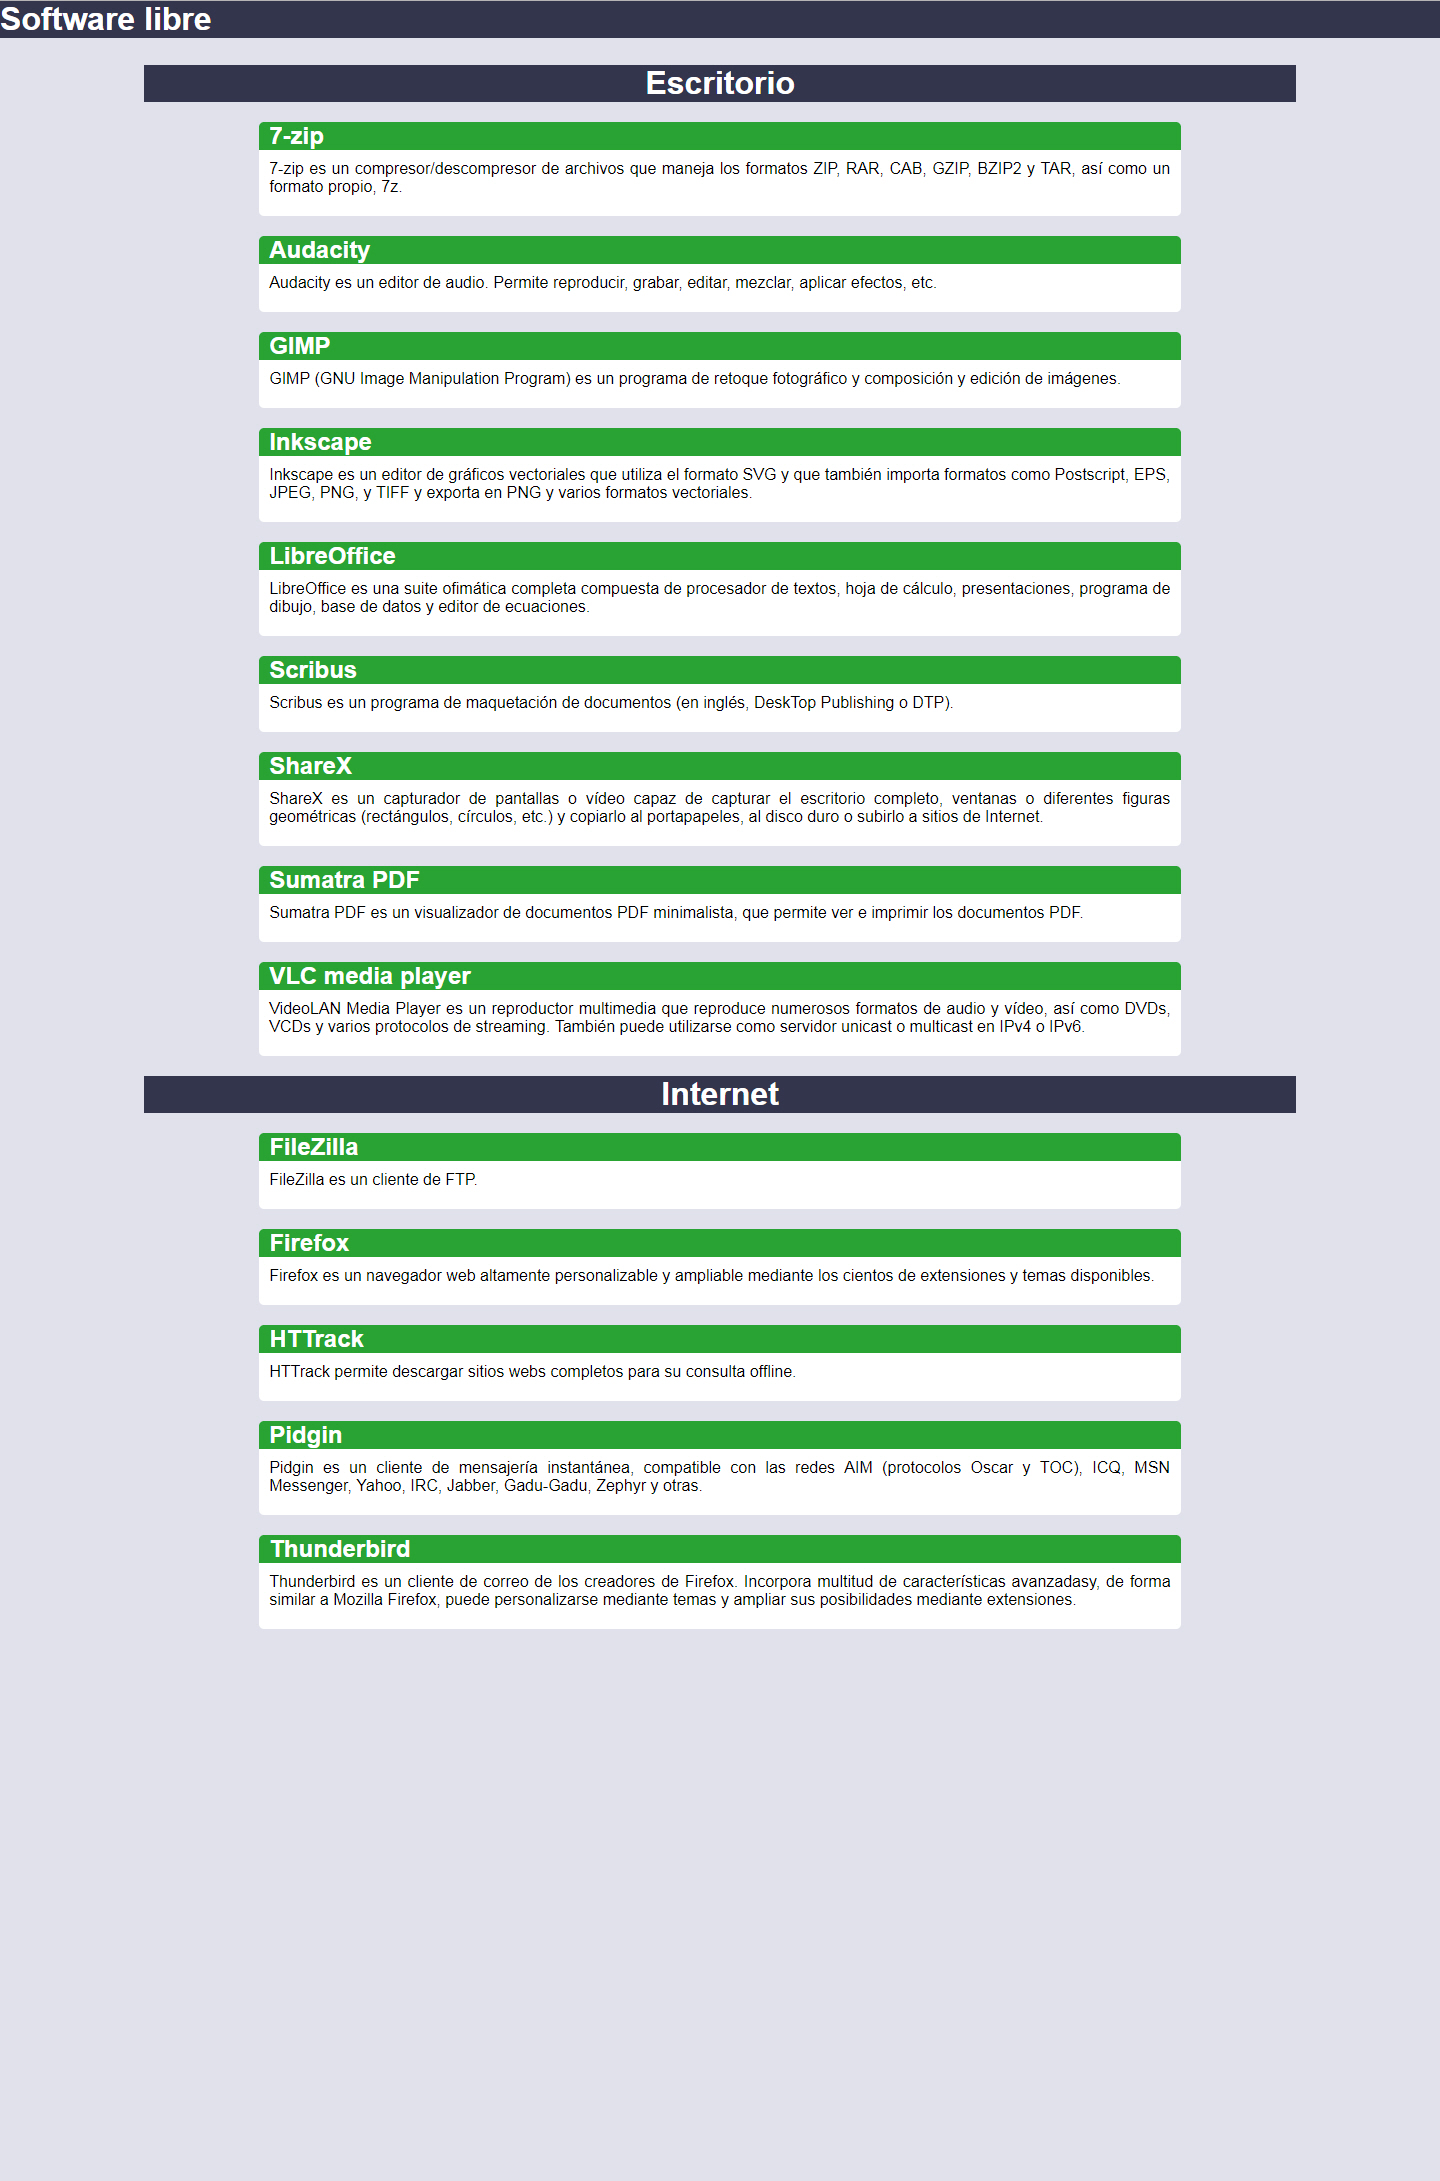 Software libre
Escritorio
7-zip
7-zip es un compresor/descompresor de archivos que maneja los formatos ZIP, RAR, CAB, GZIP, BZIP2 y TAR, así como un
formato propio, 7z.
Audacity
Audacity es un editor de audio. Permite reproducir, grabar, editar, mezclar, aplicar efectos, etc.
GIMP
GIMP (GNU Image Manipulation Program) es un programa de retoque fotográfico y composición y edición de imágenes.
Inkscape
Inkscape es un editor de gráficos vectoriales que utiliza el formato SVG y que también importa formatos como Postscript, EPS,
JPEG, PNG, y TIFF y exporta en PNG y varios formatos vectoriales.
LibreOffice
LibreOffice es una suite ofimática completa compuesta de procesador de textos, hoja de cálculo, presentaciones, programa de
dibujo, base de datos y editor de ecuaciones.
Scribus
Scribus es un programa de maquetación de documentos (en inglés, DeskTop Publishing o DTP).
ShareX
ShareX es un capturador de pantallas o vídeo capaz de capturar el escritorio completo, ventanas o diferentes figuras
geométricas (rectángulos, círculos, etc.) y copiarlo al portapapeles, al disco duro o subirlo a sitios de Internet.
Sumatra PDF
Sumatra PDF es un visualizador de documentos PDF minimalista, que permite ver e imprimir los documentos PDF.
VLC media player
VideoLAN Media Player es un reproductor multimedia que reproduce numerosos formatos de audio y vídeo, así como DVDs,
VCDs y varios protocolos de streaming. También puede utilizarse como servidor unicast o multicast en IPv4 o IPv6.
Internet
FileZilla
FileZilla es un cliente de FTP.
Firefox
Firefox es un navegador web altamente personalizable y ampliable mediante los cientos de extensiones y temas disponibles.
HTTrack
HTTrack permite descargar sitios webs completos para su consulta offline.
Pidgin
Pidgin es un cliente de mensajería instantánea, compatible con las redes AIM (protocolos Oscar y TOC), ICQ, MSN
Messenger, Yahoo, IRC, Jabber, Gadu-Gadu, Zephyr y otras.
Thunderbird
Thunderbird es un cliente de correo de los creadores de Firefox. Incorpora multitud de características avanzadasy, de forma
similar a Mozilla Firefox, puede personalizarse mediante temas y ampliar sus posibilidades mediante extensiones.